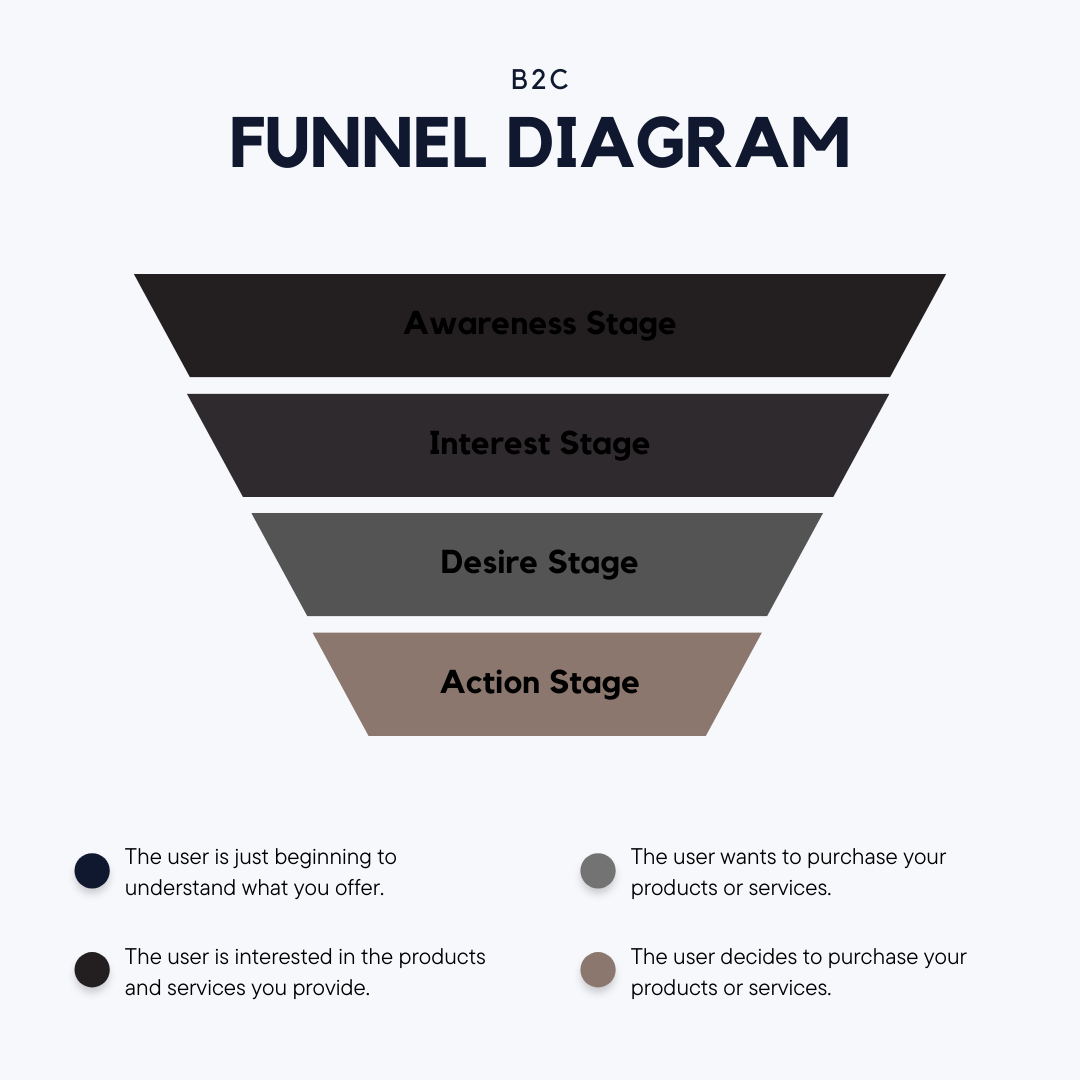 B2C
FUNNEL DIAGRAM
Awareness Stage
Interest Stage
Desire Stage
Action Stage
The user is just beginning to
understand what you offer.
The user is interested in the products
and services you provide.
The user wants to purchase your
products or services.
The user decides to purchase your
products or services.